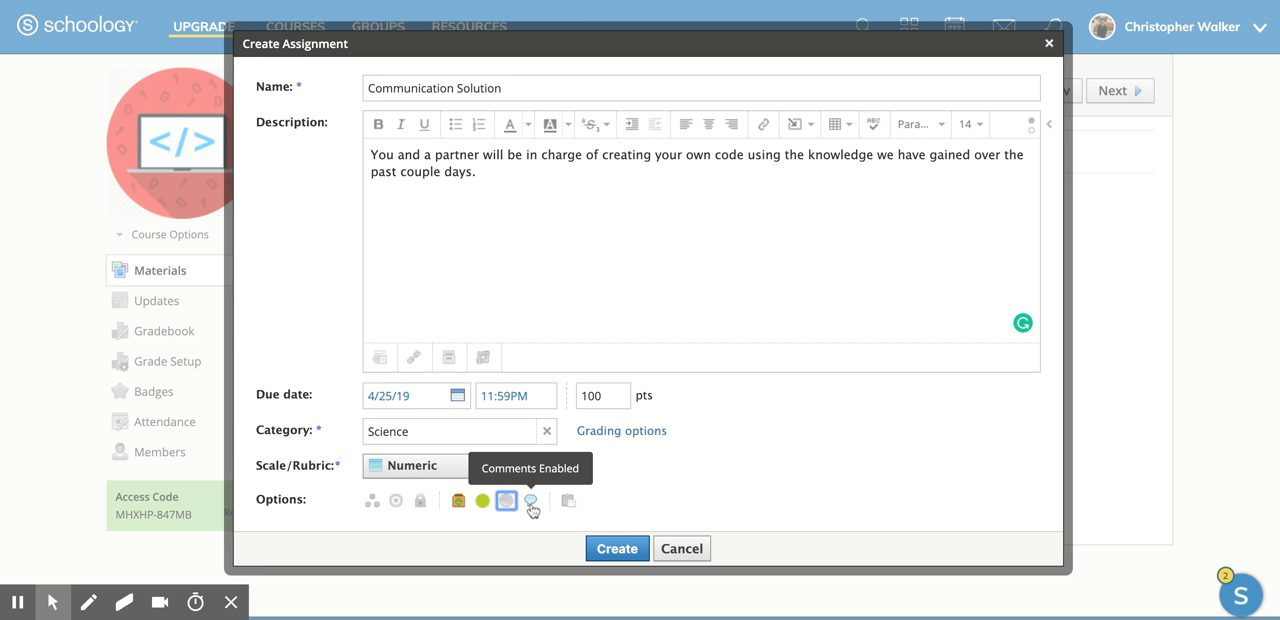 schoology
UPGRADE
COURSES
GROUPS
RESOURCES
Christopher Walker
Create Assignment
Next
Name: *
Communication Solution
Description:
B I U
A
A
S
ABC
Para...
14
You and a partner will be in charge of creating your own code using the knowledge we have gained over the
past couple days.
</>
Course Options
Materials
Updates
Gradebook
Grade Setup
Badges
Attendance
Members
Access Code
MHXHP-847MB
Due date:
4/25/19
11:59PM
100
pts
Category: *
Science
Grading options
Scale/Rubric:*
Numeric
Comments Enabled
Options:
Create
Cancel
2
S